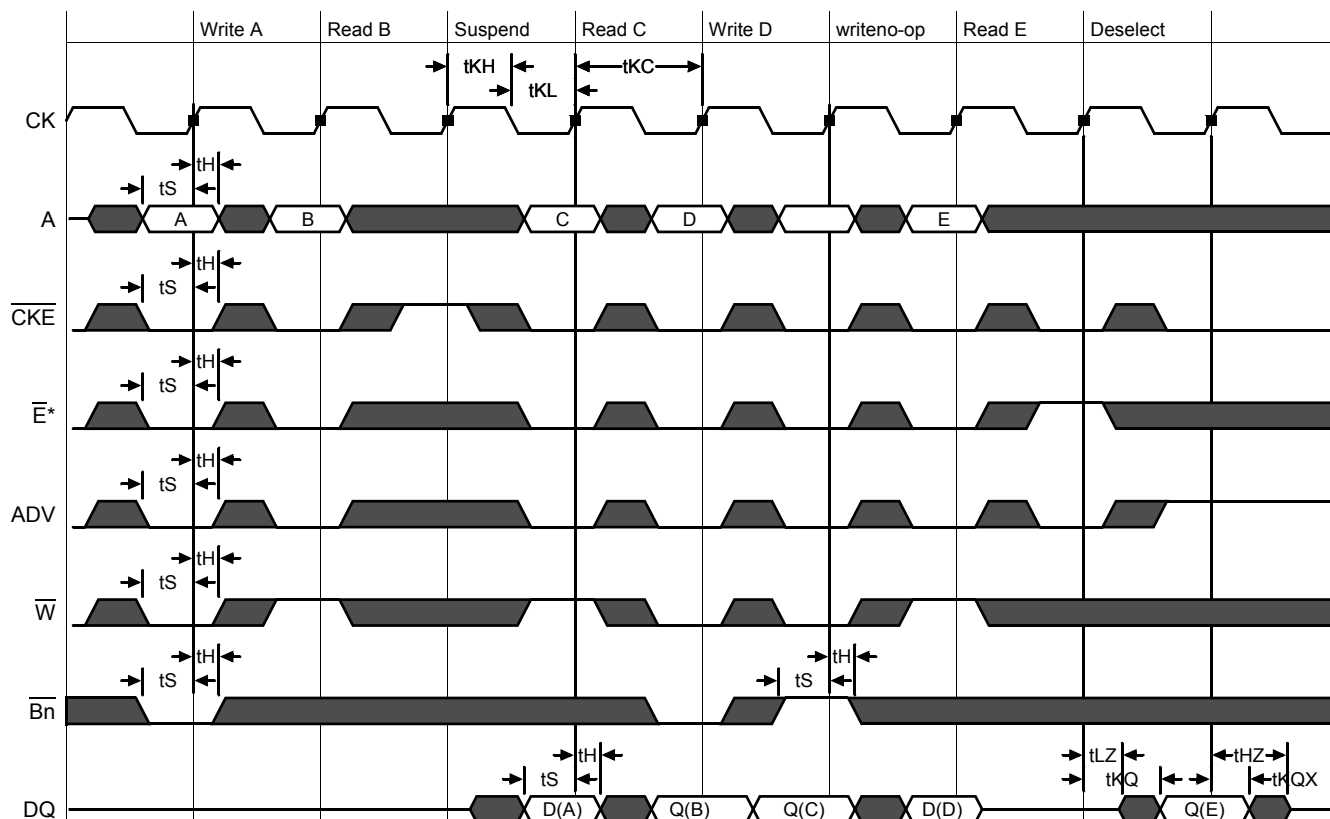 Write A Read B Suspend Read C Write D writeno-op Read E Deselect
tKH tKC
tKL
CK
tH
tS
A A B C D E
tH
tS
CKE
tH
tS
E*
tH
tS
ADV
tH
tS
W
tH tH
tS tS
Bn
tH tLZ tHZ
tS tKQ tKQX
DQ D(A) Q(B) Q(C) D(D) Q(E)